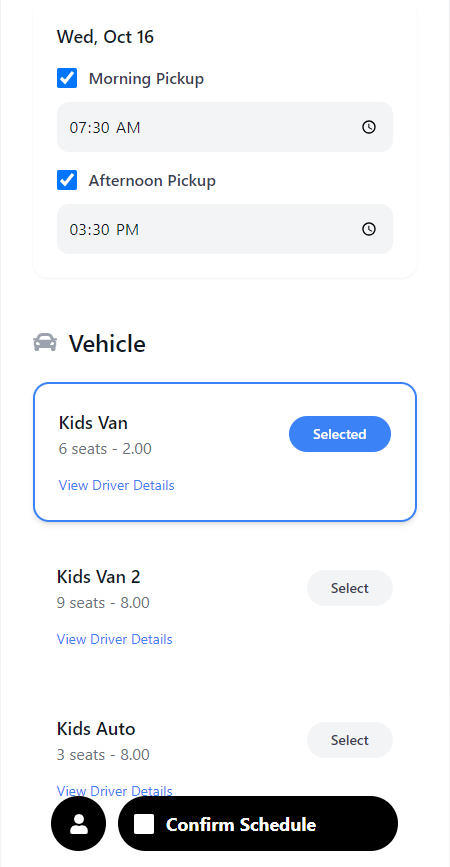 Wed, Oct 16
Morning Pickup
07:30 AM
Afternoon Pickup
03:30 PM
Vehicle
Kids Van
6 seats - 2.00
Selected
View Driver Details
Kids Van 2
9 seats - 8.00
Select
View Driver Details
Kids Auto
3 seats - 8.00
Select
View Driver Details
Confirm Schedule